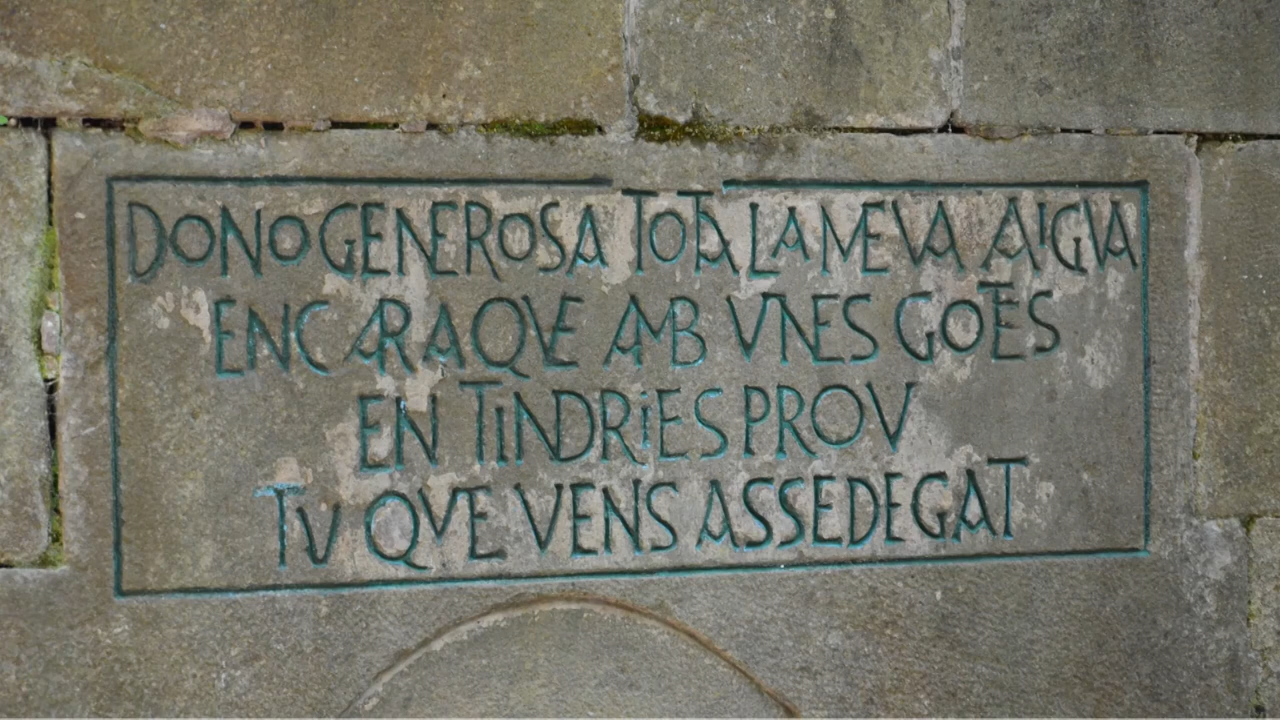 DONO GENEROSA TOTA LA MEVA AIGVA
ENCARA QVE AMB VNES GOTES
EN TINDRIES PROV
TV QVE VENS ASSEDEGAT